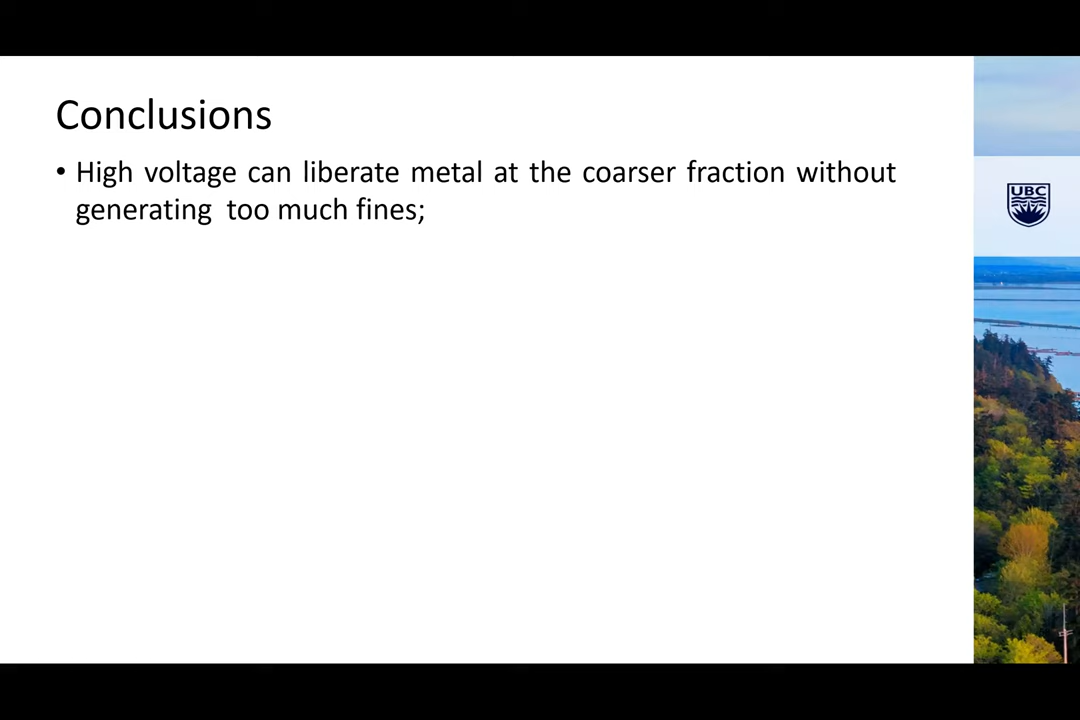 Conclusions
• High voltage can liberate metal at the coarser fraction without
generating  too much fines;
UBC